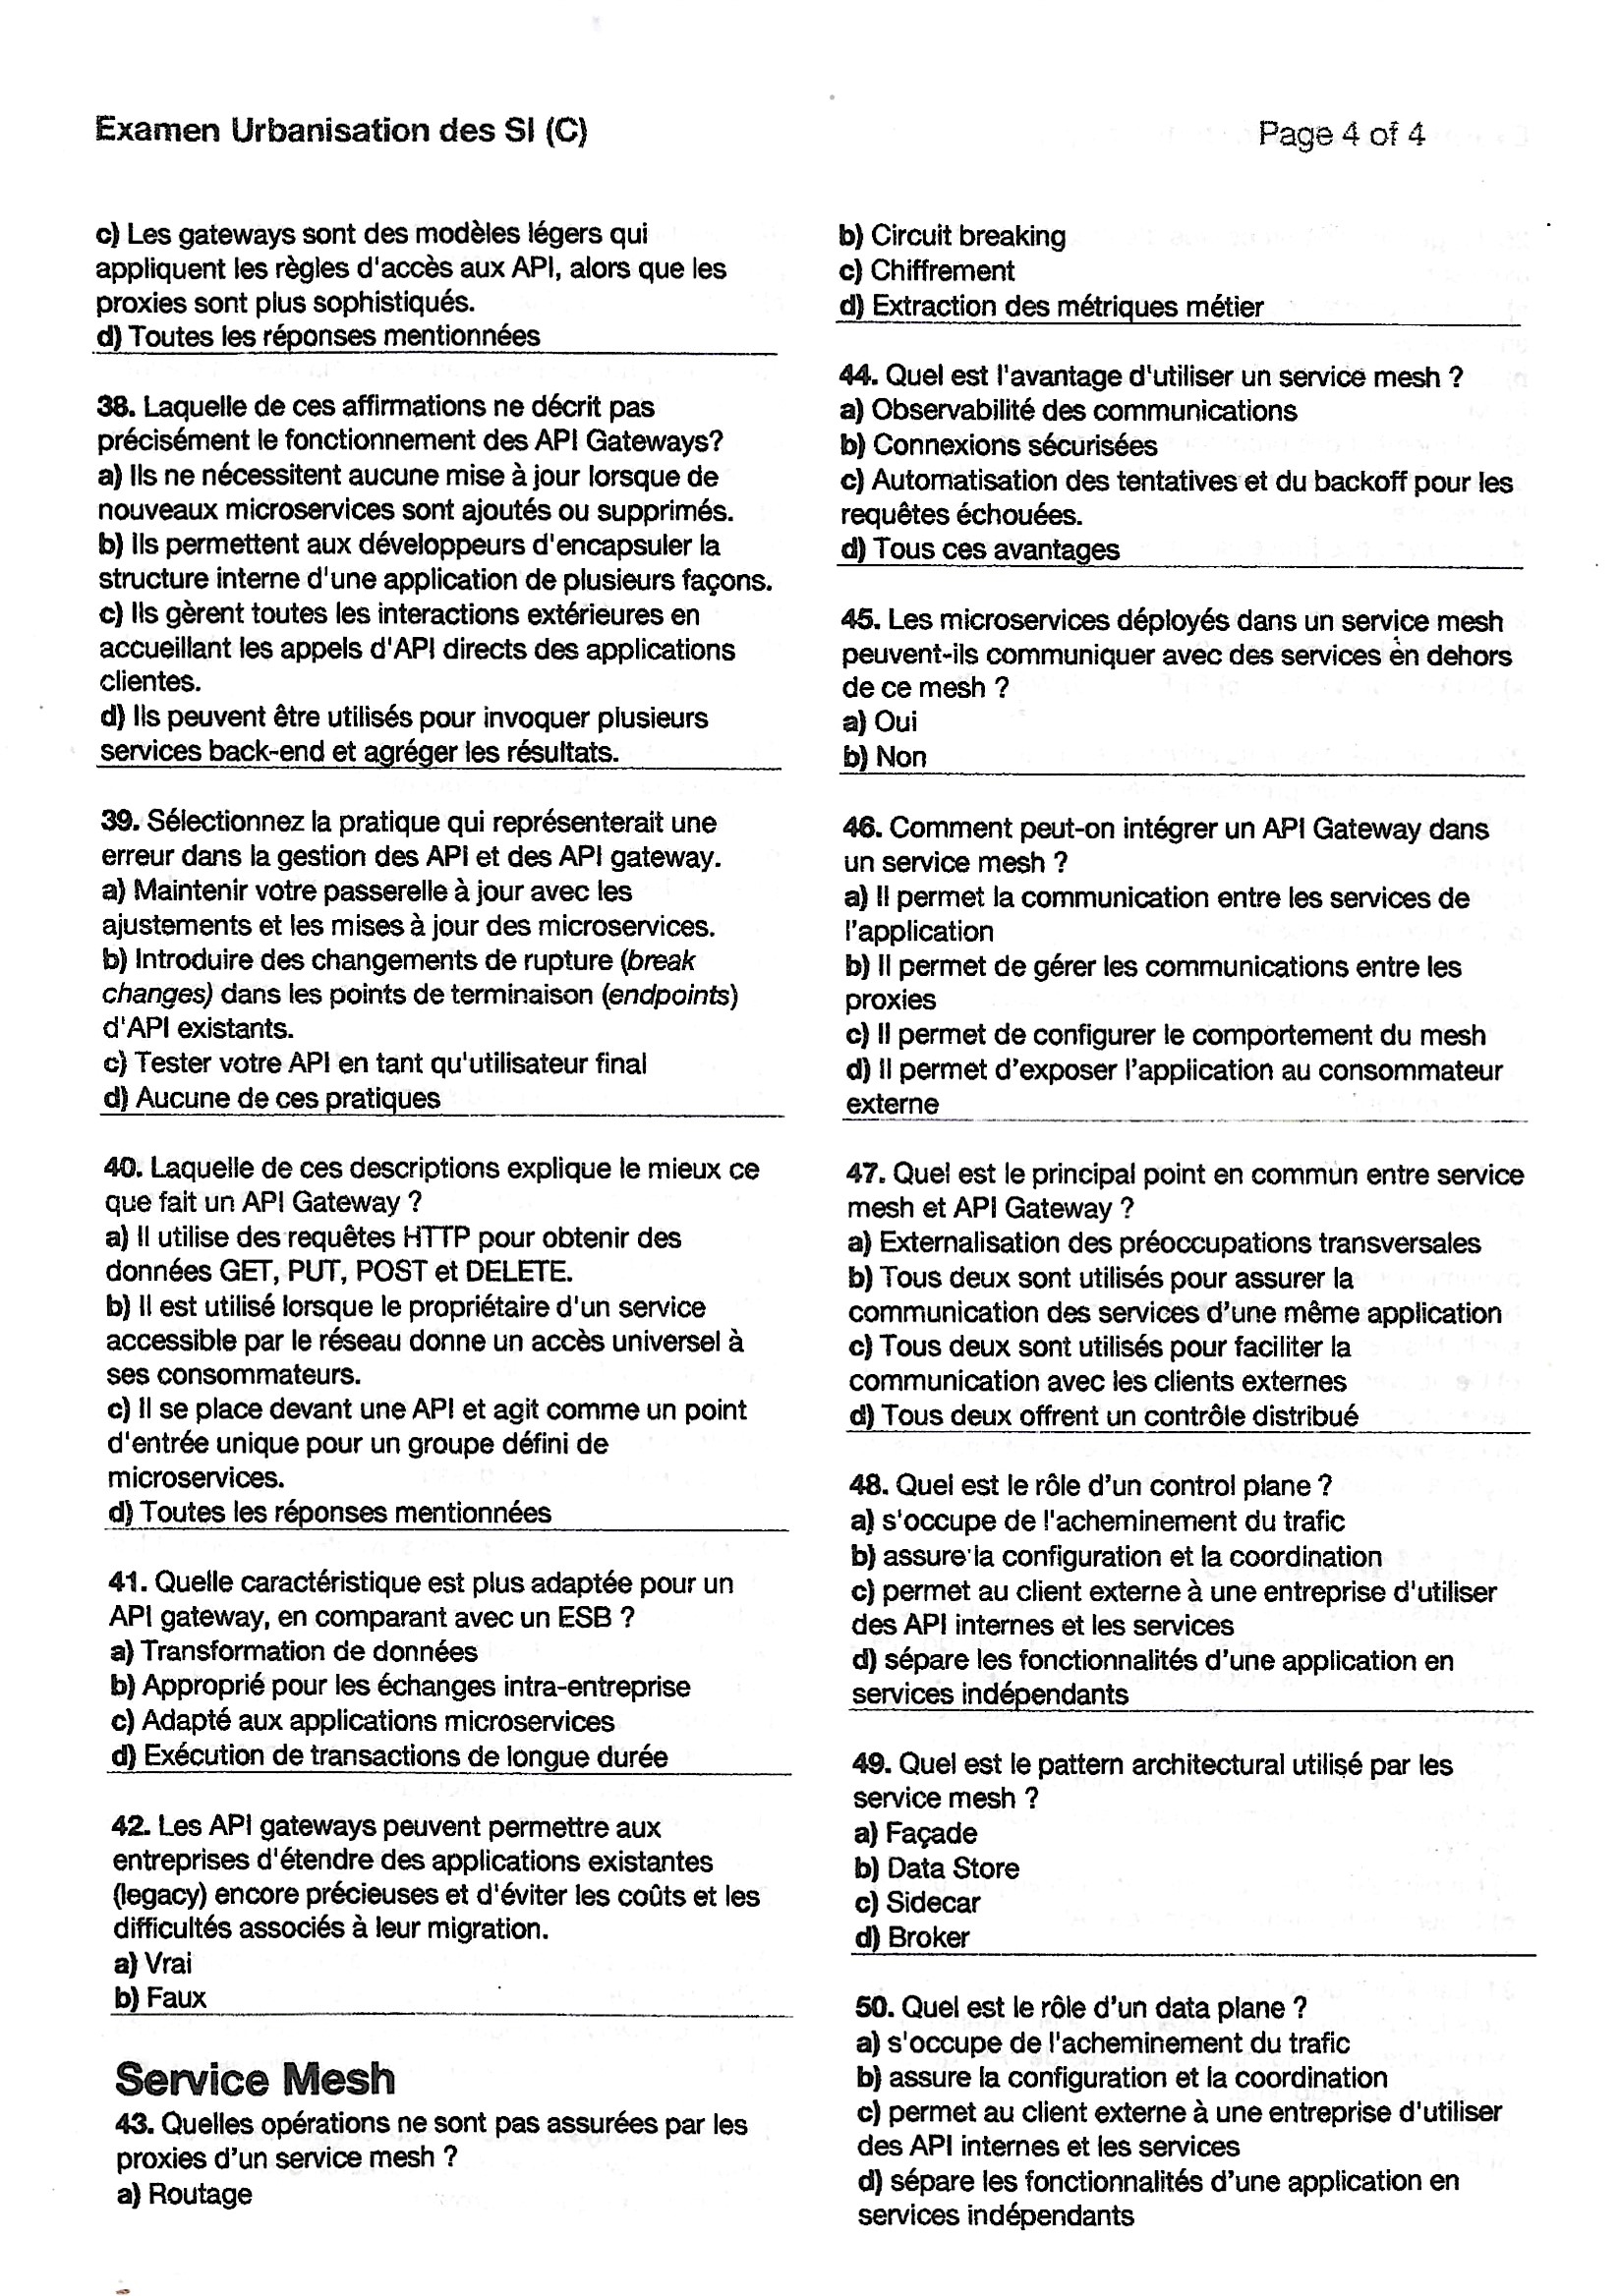 Examen Urbanisation des SI (C)
Page 4 of 4
c) Les gateways sont des modèles légers qui
appliquent les règles d'accès aux API, alors que les
proxies sont plus sophistiqués.
d) Toutes les réponses mentionnées
38. Laquelle de ces affirmations ne décrit pas
précisément le fonctionnement des API Gateways?
a) Ils ne nécessitent aucune mise à jour lorsque de
nouveaux microservices sont ajoutés ou supprimés.
b) Ils permettent aux développeurs d'encapsuler la
structure interne d'une application de plusieurs façons.
c) Ils gèrent toutes les interactions extérieures en
accueillant les appels d'API directs des applications
clientes.
d) Ils peuvent être utilisés pour invoquer plusieurs
services back-end et agréger les résultats.
39. Sélectionnez la pratique qui représenterait une
erreur dans la gestion des API et des API gateway.
a) Maintenir votre passerelle à jour avec les
ajustements et les mises à jour des microservices.
b) Introduire des changements de rupture (break
changes) dans les points de terminaison (endpoints)
d'API existants.
c) Tester votre API en tant qu'utilisateur final
d) Aucune de ces pratiques
40. Laquelle de ces descriptions explique le mieux ce
que fait un API Gateway ?
a) Il utilise des requêtes HTTP pour obtenir des
données GET, PUT, POST et DELETE.
b) Il est utilisé lorsque le propriétaire d'un service
accessible par le réseau donne un accès universel à
ses consommateurs.
c) Il se place devant une API et agit comme un point
d'entrée unique pour un groupe défini de
microservices.
d) Toutes les réponses mentionnées
41. Quelle caractéristique est plus adaptée pour un
API gateway, en comparant avec un ESB ?
a) Transformation de données
b) Approprié pour les échanges intra-entreprise
c) Adapté aux applications microservices
d) Exécution de transactions de longue durée
42. Les API gateways peuvent permettre aux
entreprises d'étendre des applications existantes
(legacy) encore précieuses et d'éviter les coûts et les
difficultés associés à leur migration.
a) Vrai
b) Faux
Service Mesh
43. Quelles opérations ne sont pas assurées par les
proxies d'un service mesh ?
a) Routage
b) Circuit breaking
c) Chiffrement
d) Extraction des métriques métier
44. Quel est l'avantage d'utiliser un service mesh ?
a) Observabilité des communications
b) Connexions sécurisées
c) Automatisation des tentatives et du backoff pour les
requêtes échouées.
d) Tous ces avantages
45. Les microservices déployés dans un service mesh
peuvent-ils communiquer avec des services en dehors
de ce mesh ?
a) Oui
b) Non
46. Comment peut-on intégrer un API Gateway dans
un service mesh ?
a) Il permet la communication entre les services de
l'application
b) Il permet de gérer les communications entre les
proxies
c) Il permet de configurer le comportement du mesh
d) Il permet d'exposer l'application au consommateur
externe
47. Quel est le principal point en commun entre service
mesh et API Gateway ?
a) Externalisation des préoccupations transversales
b) Tous deux sont utilisés pour assurer la
communication des services d'une même application
c) Tous deux sont utilisés pour faciliter la
communication avec les clients externes
d) Tous deux offrent un contrôle distribué
48. Quel est le rôle d'un control plane ?
a) s'occupe de l'acheminement du trafic
b) assure la configuration et la coordination
c) permet au client externe à une entreprise d'utiliser
des API internes et les services
d) sépare les fonctionnalités d'une application en
services indépendants
49. Quel est le pattern architectural utilisé par les
service mesh ?
a) Façade
b) Data Store
c) Sidecar
d) Broker
50. Quel est le rôle d'un data plane ?
a) s'occupe de l'acheminement du trafic
b) assure la configuration et la coordination
c) permet au client externe à une entreprise d'utiliser
des API internes et les services
d) sépare les fonctionnalités d'une application en
services indépendants